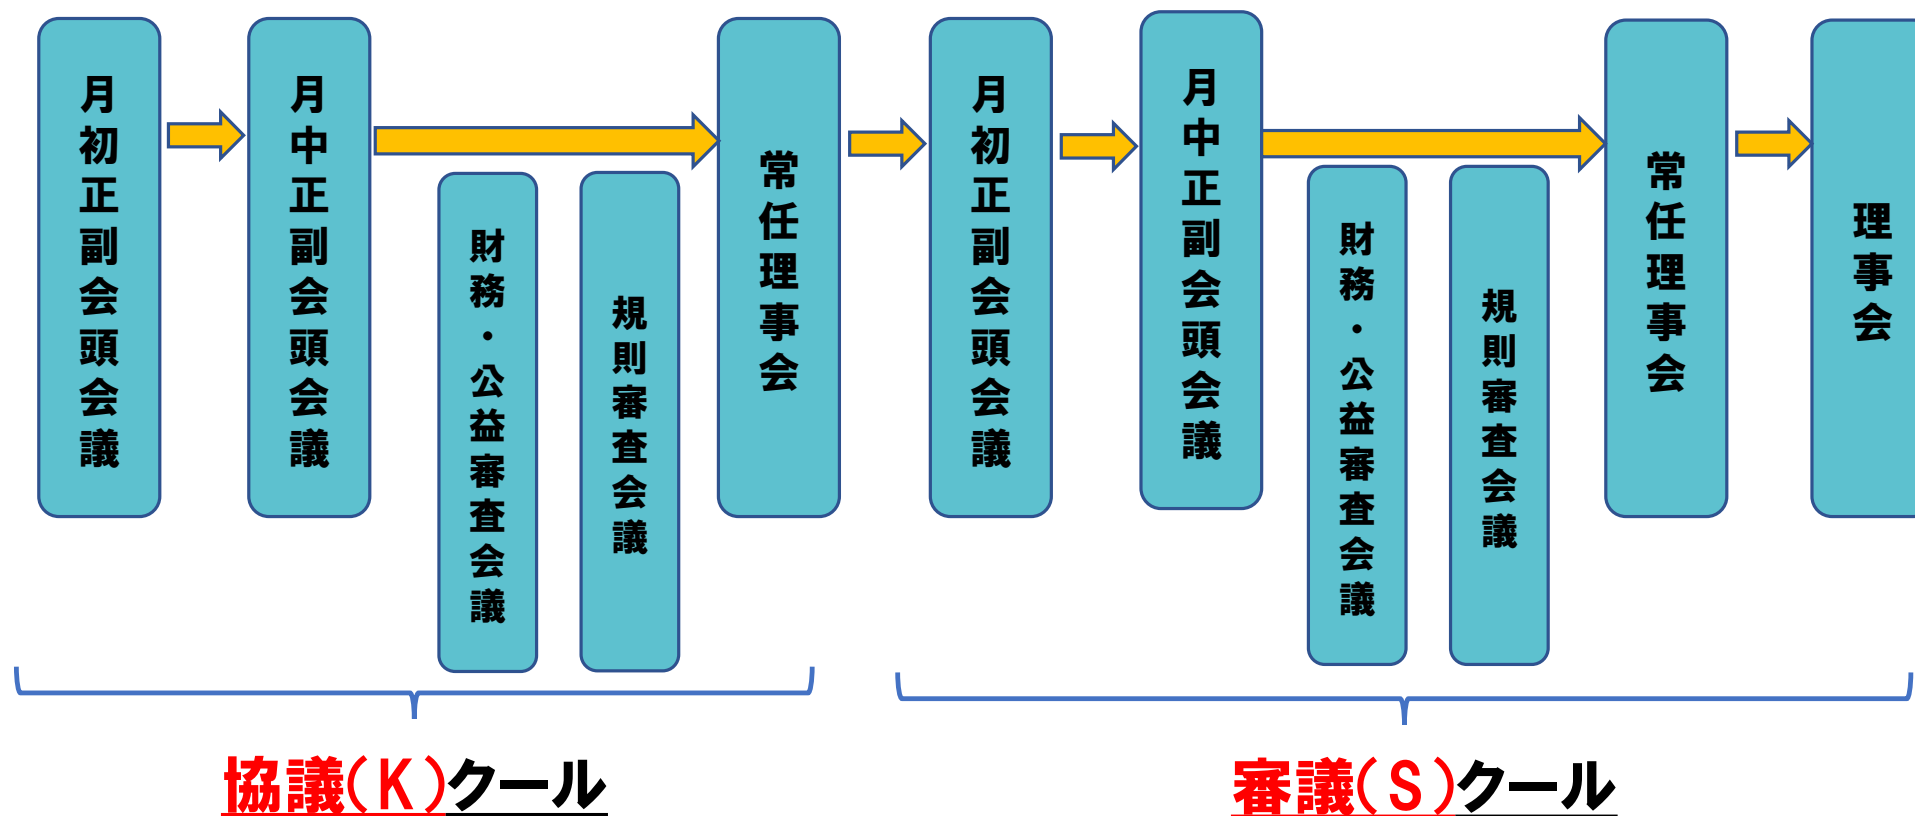 月初正副会頭会議
月中正副会頭会議
財務・公益審査会議
規則審査会議
常任理事会
月初正副会頭会議
月中正副会頭会議
財務・公益審査会議
規則審査会議
常任理事会
理事会
協議(K)クール
審議(S)クール